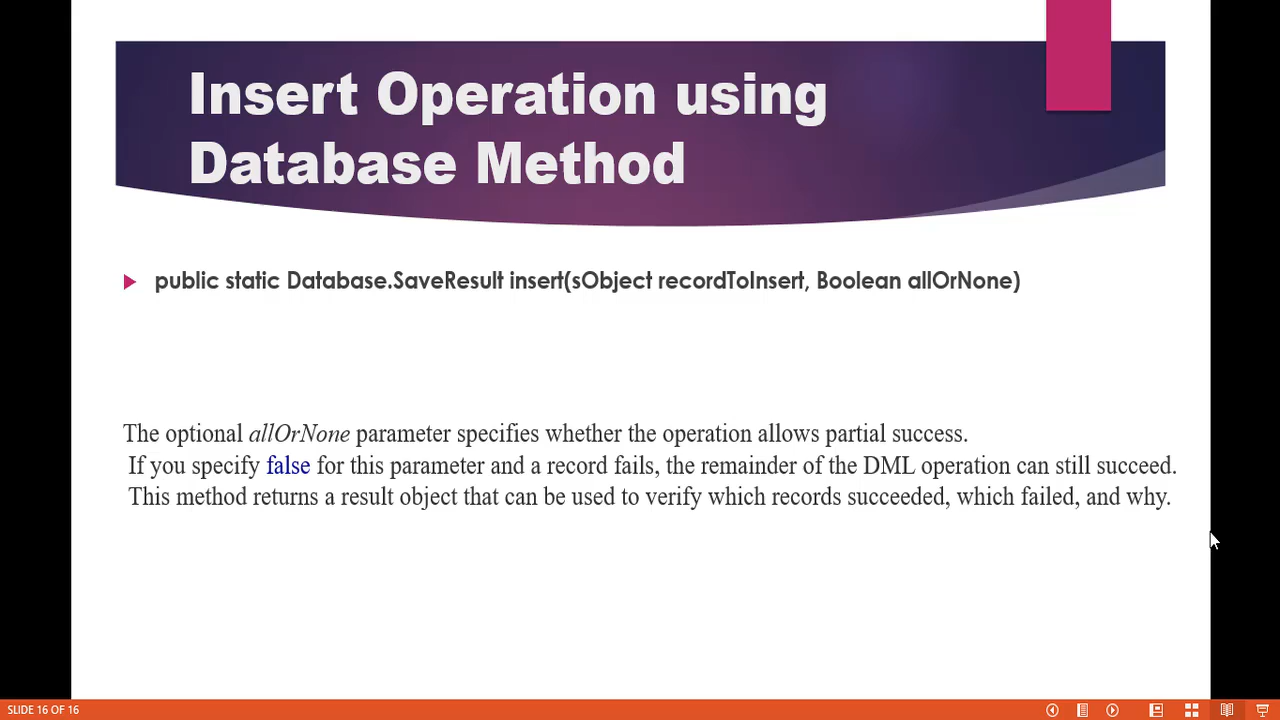 Insert Operation using
Database Method
public static Database.SaveResult insert(sObject recordToInsert, Boolean allOrNone)
The optional allOrNone parameter specifies whether the operation allows partial success.
If you specify false for this parameter and a record fails, the remainder of the DML operation can still succeed.
This method returns a result object that can be used to verify which records succeeded, which failed, and why.
SLIDE 16 OF 16